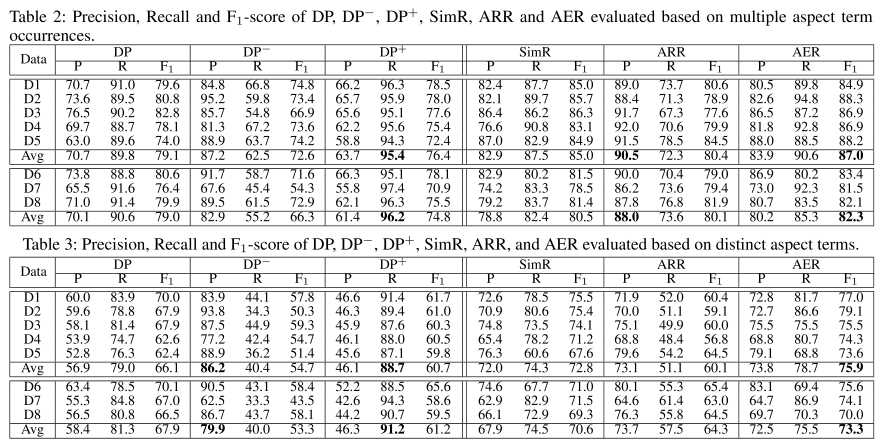 Table 2: Precision, Recall and F1-score of DP, DP−, DP+, SimR, ARR and AER evaluated based on multiple aspect term
occurrences.
Data DP DP− DP+ SimR ARR AER
P R F1 P R F1 P R F1 P R F1 P R F1 P R F1
D1 70.7 91.0 79.6 84.8 66.8 74.8 66.2 96.3 78.5 82.4 87.7 85.0 89.0 73.7 80.6 80.5 89.8 84.9
D2 73.6 89.5 80.8 95.2 59.8 73.4 65.7 95.9 78.0 82.1 89.7 85.7 88.4 71.3 78.9 82.6 94.8 88.3
D3 76.5 90.2 82.8 85.7 54.8 66.9 65.6 95.1 77.6 86.4 86.2 86.3 91.7 67.3 77.6 86.5 87.2 86.9
D4 69.7 88.7 78.1 81.3 67.2 73.6 62.2 95.6 75.4 76.6 90.8 83.1 92.0 70.6 79.9 81.8 92.8 86.9
D5 63.0 89.6 74.0 88.9 63.7 74.2 58.8 94.3 72.4 87.0 82.9 84.9 91.5 78.5 84.5 88.0 88.5 88.2
Avg 70.7 89.8 79.1 87.2 62.5 72.6 63.7 95.4 76.4 82.9 87.5 85.0 90.5 72.3 80.4 83.9 90.6 87.0
D6 73.8 88.8 80.6 91.7 58.7 71.6 66.3 95.1 78.1 82.9 80.2 81.5 90.0 70.4 79.0 86.9 80.2 83.4
D7 65.5 91.6 76.4 67.6 45.4 54.3 55.8 97.4 70.9 74.2 83.3 78.5 86.2 73.6 79.4 73.0 92.3 81.5
D8 71.0 91.4 79.9 89.5 61.5 72.9 62.1 96.3 75.5 79.2 83.7 81.4 87.8 76.8 81.9 80.7 83.5 82.1
Avg 70.1 90.6 79.0 82.9 55.2 66.3 61.4 96.2 74.8 78.8 82.4 80.5 88.0 73.6 80.1 80.2 85.3 82.3
Table 3: Precision, Recall and F1-score of DP, DP−, DP+, SimR, ARR, and AER evaluated based on distinct aspect terms.
Data DP DP− DP+ SimR ARR AER
P R F1 P R F1 P R F1 P R F1 P R F1 P R F1
D1 60.0 83.9 70.0 83.9 44.1 57.8 46.6 91.4 61.7 72.6 78.5 75.5 71.9 52.0 60.4 72.8 81.7 77.0
D2 59.6 78.8 67.9 93.8 34.3 50.3 46.3 89.4 61.0 70.9 80.6 75.4 70.0 51.1 59.1 72.7 86.6 79.1
D3 58.1 81.4 67.9 87.5 44.9 59.3 45.9 87.6 60.3 74.8 73.5 74.1 75.1 49.9 60.0 75.5 75.5 75.5
D4 53.9 74.7 62.6 77.2 42.4 54.7 46.1 88.0 60.5 65.4 78.2 71.2 68.8 48.4 56.8 68.8 80.7 74.3
D5 52.8 76.3 62.4 88.9 36.2 51.4 45.6 87.1 59.8 76.3 60.6 67.6 79.6 54.2 64.5 79.1 68.8 73.6
Avg 56.9 79.0 66.1 86.2 40.4 54.7 46.1 88.7 60.7 72.0 74.3 72.8 73.1 51.1 60.1 73.8 78.7 75.9
D6 63.4 78.5 70.1 90.5 43.1 58.4 52.2 88.5 65.6 74.6 67.7 71.0 80.1 55.3 65.4 83.1 69.4 75.6
D7 55.3 84.8 67.0 62.5 33.3 43.5 42.6 94.3 58.6 62.9 82.9 71.5 64.6 61.4 63.0 64.7 86.9 74.1
D8 56.5 80.8 66.5 86.7 43.7 58.1 44.2 90.7 59.5 66.1 72.9 69.3 76.3 55.8 64.5 69.7 70.3 70.0
Avg 58.4 81.3 67.9 79.9 40.0 53.3 46.3 91.2 61.2 67.9 74.5 70.6 73.7 57.5 64.3 72.5 75.5 73.3